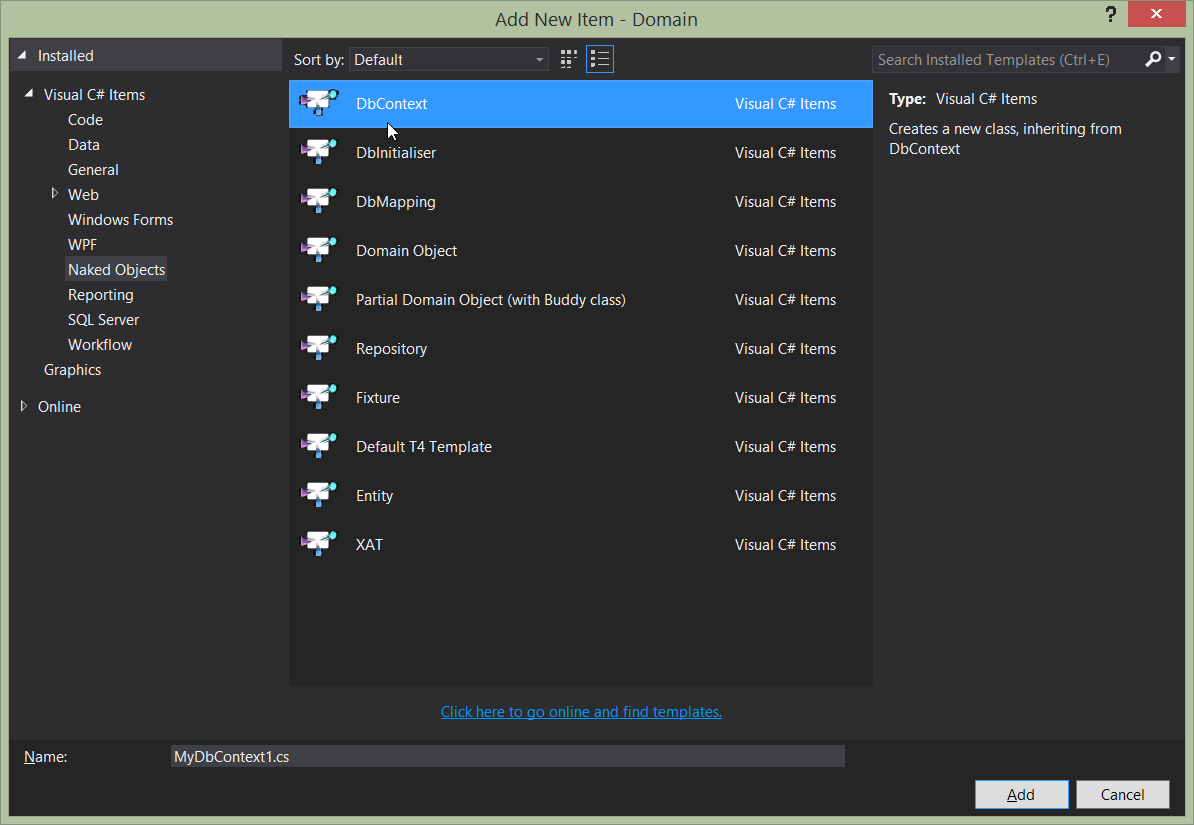 Add New Item - Domain
?
Installed
Sort by: Default
Search Installed Templates (Ctrl+E)
Visual C# Items
Code
Data
General
Web
Windows Forms
WPF
Naked Objects
Reporting
SQL Server
Workflow
Graphics
Online
DbContext Visual C# Items
DbInitialiser Visual C# Items
DbMapping Visual C# Items
Domain Object Visual C# Items
Partial Domain Object (with Buddy class) Visual C# Items
Repository Visual C# Items
Fixture Visual C# Items
Default T4 Template Visual C# Items
Entity Visual C# Items
XAT Visual C# Items
Type: Visual C# Items
Creates a new class, inheriting from
DbContext
Click here to go online and find templates.
Name: MyDbContext1.cs
Add Cancel